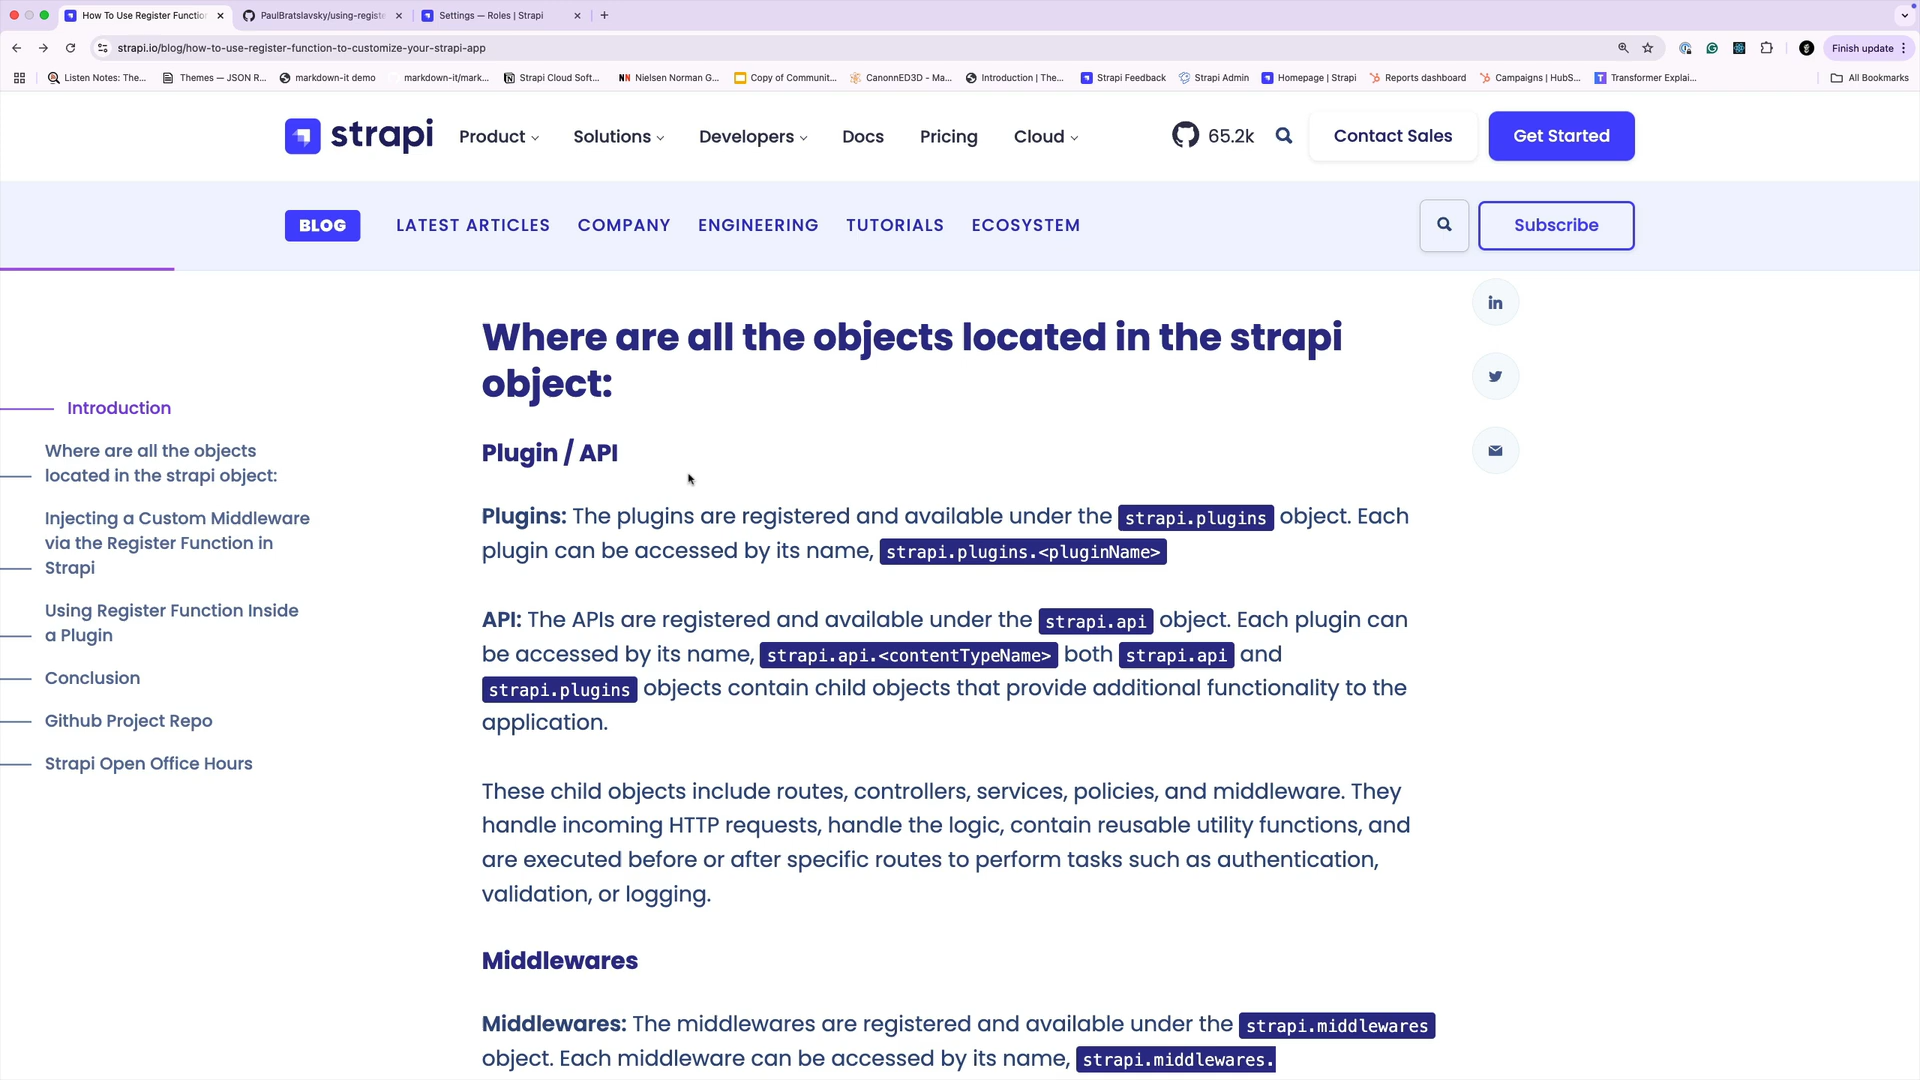 How To Use Register Function
PaulBratslavsky/using-registe
Settings — Roles | Strapi
strapi.io/blog/how-to-use-register-function-to-customize-your-strapi-app
Finish update
Listen Notes: The...
Themes — JSON R...
markdown-it demo
markdown-it/mark...
Strapi Cloud Soft...
Nielsen Norman G...
Copy of Communit...
CanonnED3D - Ma...
Introduction | The...
Strapi Feedback
Strapi Admin
Homepage | Strapi
Reports dashboard
Campaigns | HubS...
Transformer Explai...
All Bookmarks
strapi
Product
Solutions
Developers
Docs
Pricing
Cloud
65.2k
Contact Sales
Get Started
BLOG
LATEST ARTICLES
COMPANY
ENGINEERING
TUTORIALS
ECOSYSTEM
Subscribe
Introduction
Where are all the objects
located in the strapi object:
Injecting a Custom Middleware
via the Register Function in
Strapi
Using Register Function Inside
a Plugin
Conclusion
Github Project Repo
Strapi Open Office Hours
Where are all the objects located in the strapi
object:
Plugin / API
Plugins: The plugins are registered and available under the strapi.plugins object. Each
plugin can be accessed by its name, strapi.plugins.<pluginName>
API: The APIs are registered and available under the strapi.api object. Each plugin can
be accessed by its name, strapi.api.<contentTypeName> both strapi.api and
strapi.plugins objects contain child objects that provide additional functionality to the
application.
These child objects include routes, controllers, services, policies, and middleware. They
handle incoming HTTP requests, handle the logic, contain reusable utility functions, and
are executed before or after specific routes to perform tasks such as authentication,
validation, or logging.
Middlewares
Middlewares: The middlewares are registered and available under the strapi.middlewares
object. Each middleware can be accessed by its name, strapi.middlewares.